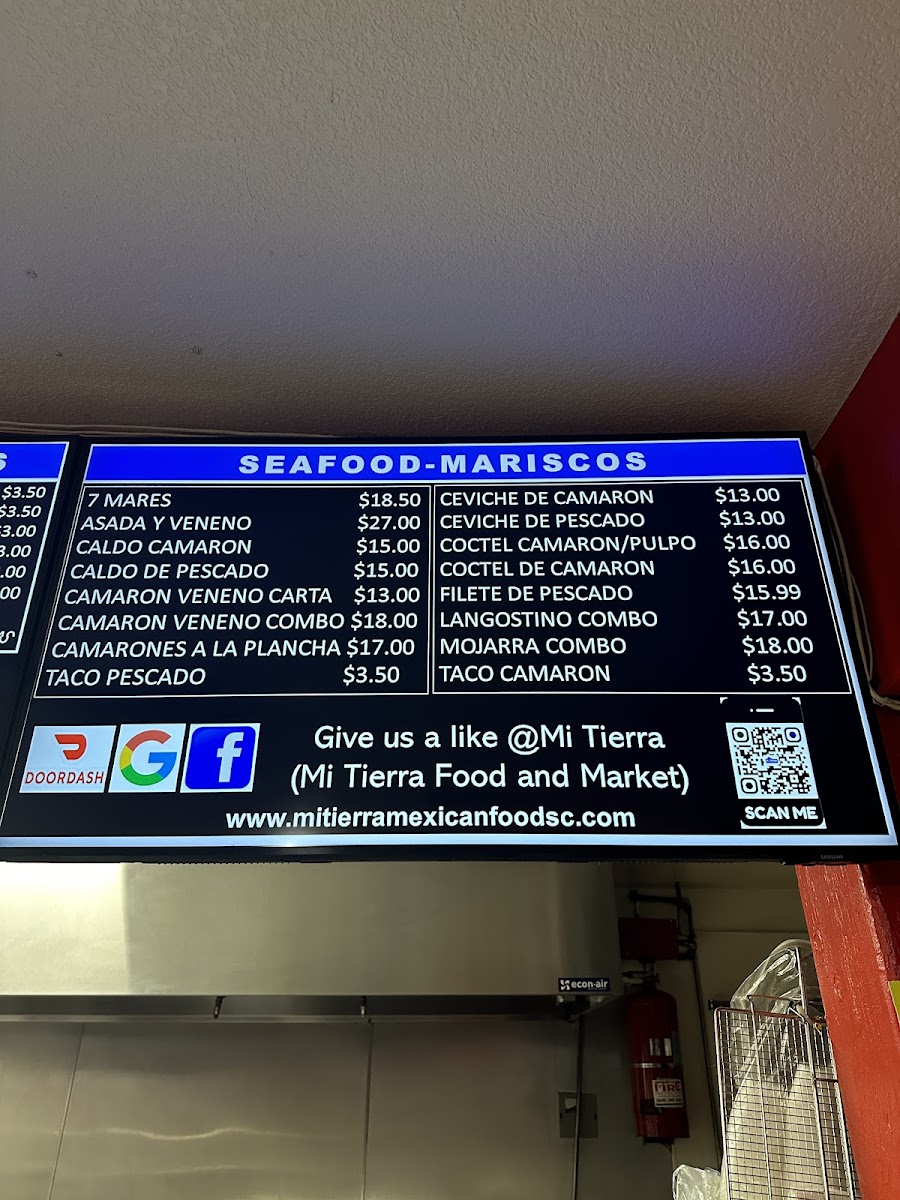 S
$3.50
$3.50
SEAFOOD-MARISCOS
7 MARES $18.50
ASADA Y VENENO $27.00
CALDO CAMARON $15.00
CALDO DE PESCADO $15.00
CAMARON VENENO CARTA $13.00
CAMARON VENENO COMBO $18.00
CAMARONES A LA PLANCHA $17.00
TACO PESCADO $3.50
CEVICHE DE CAMARON $13.00
CEVICHE DE PESCADO $13.00
COCTEL CAMARON/PULPO $16.00
COCTEL DE CAMARON $16.00
FILETE DE PESCADO $15.99
LANGOSTINO COMBO $17.00
MOJARRA COMBO $18.00
TACO CAMARON $3.50
DOORDASH
G
f
Give us a like @Mi Tierra
(Mi Tierra Food and Market)
www.mitierramexicanfoodsc.com
SCAN ME
econ-air
FIRE